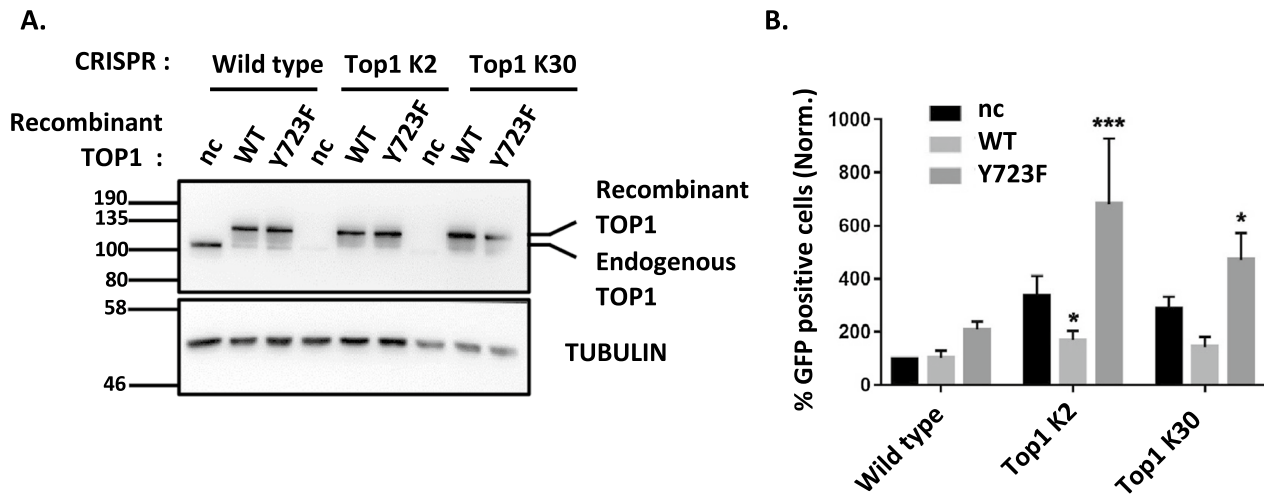 A.
CRISPR :
Wild type Top1 K2 Top1 K30
Recombinant
TOP1 :
nc WT Y723F nc WT Y723F nc WT Y723F
190
135
100
80
58
46
Recombinant
TOP1
Endogenous
TOP1
TUBULIN
B.
% GFP positive cells (Norm.)
1000
800
600
400
200
0
nc
WT
Y723F
*
***
*
Wild type
Top1 K2
Top1 K30